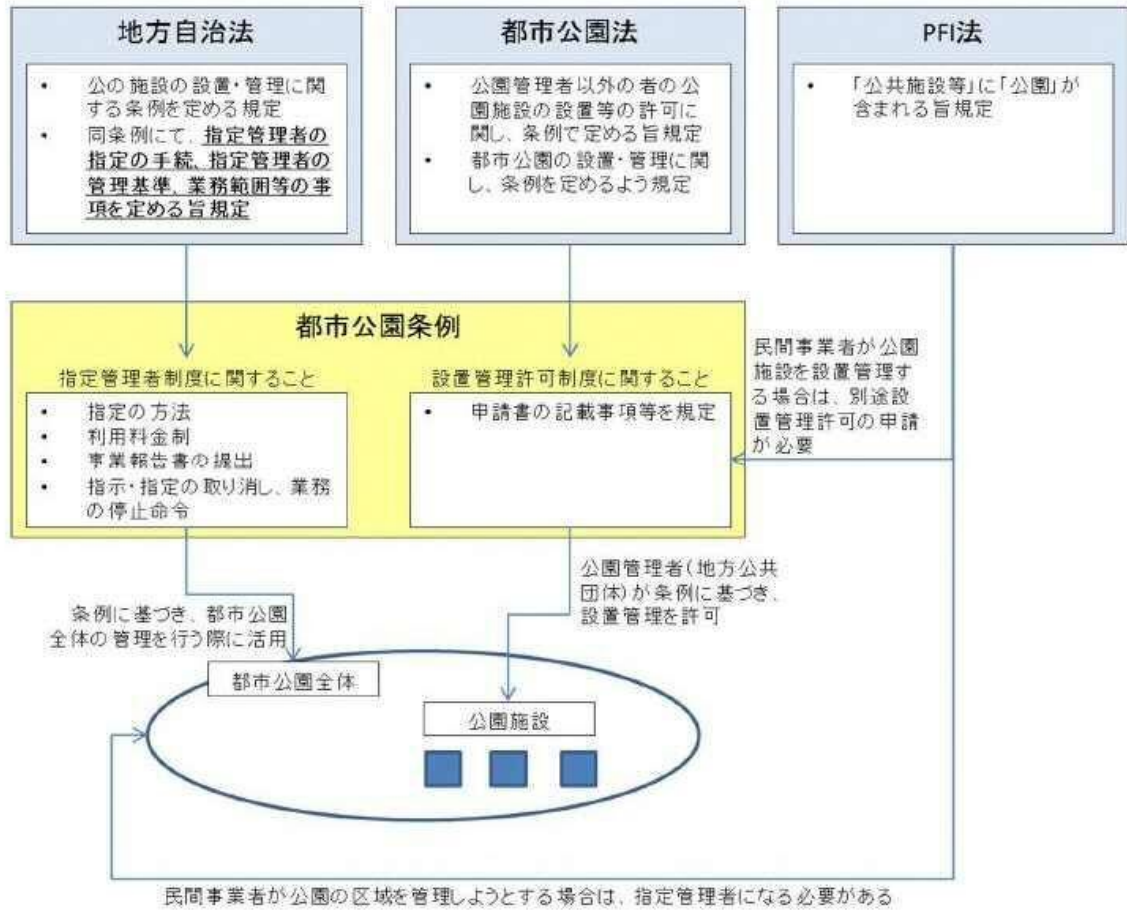 地方自治法
• 公の施設の設置・管理に関
する条例を定める規定
• 同条例にて、指定管理者の
指定の手続、指定管理者の
管理基準、業務範囲等の事
項を定める旨規定
都市公園法
• 公園管理者以外の者の公
園施設の設置等の許可に
関し、条例で定める旨規定
• 都市公園の設置・管理に関
し、条例を定めるよう規定
PFI法
• 「公共施設等」に「公園」が
含まれる旨規定
都市公園条例
指定管理者制度に関すること
• 指定の方法
• 利用料金制
• 事業報告書の提出
• 指示・指定の取り消し、業務
の停止命令
設置管理許可制度に関すること
• 申請書の記載事項等を規定
民間事業者が公園
施設を設置管理す
る場合は、別途設
置管理許可の申請
が必要
条例に基づき、都市公園
全体の管理を行う際に活用
公園管理者(地方公共
団体)が条例に基づき、
設置管理を許可
都市公園全体
公園施設
民間事業者が公園の区域を管理しようとする場合は、指定管理者になる必要がある